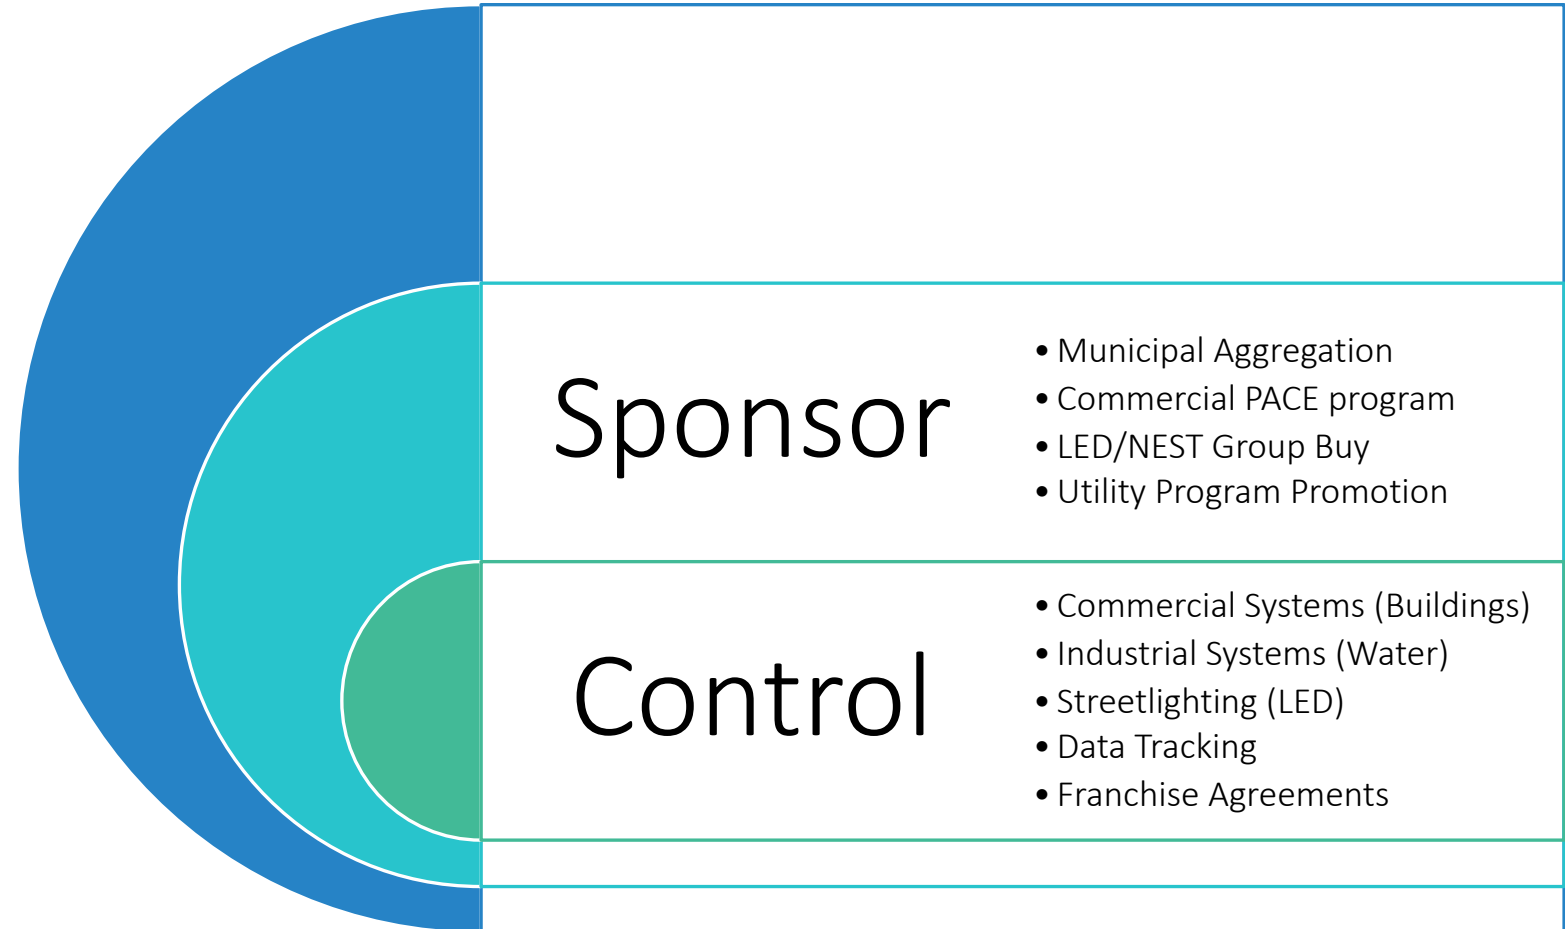 Sponsor
• Municipal Aggregation
• Commercial PACE program
• LED/NEST Group Buy
• Utility Program Promotion
Control
• Commercial Systems (Buildings)
• Industrial Systems (Water)
• Streetlighting (LED)
• Data Tracking
• Franchise Agreements